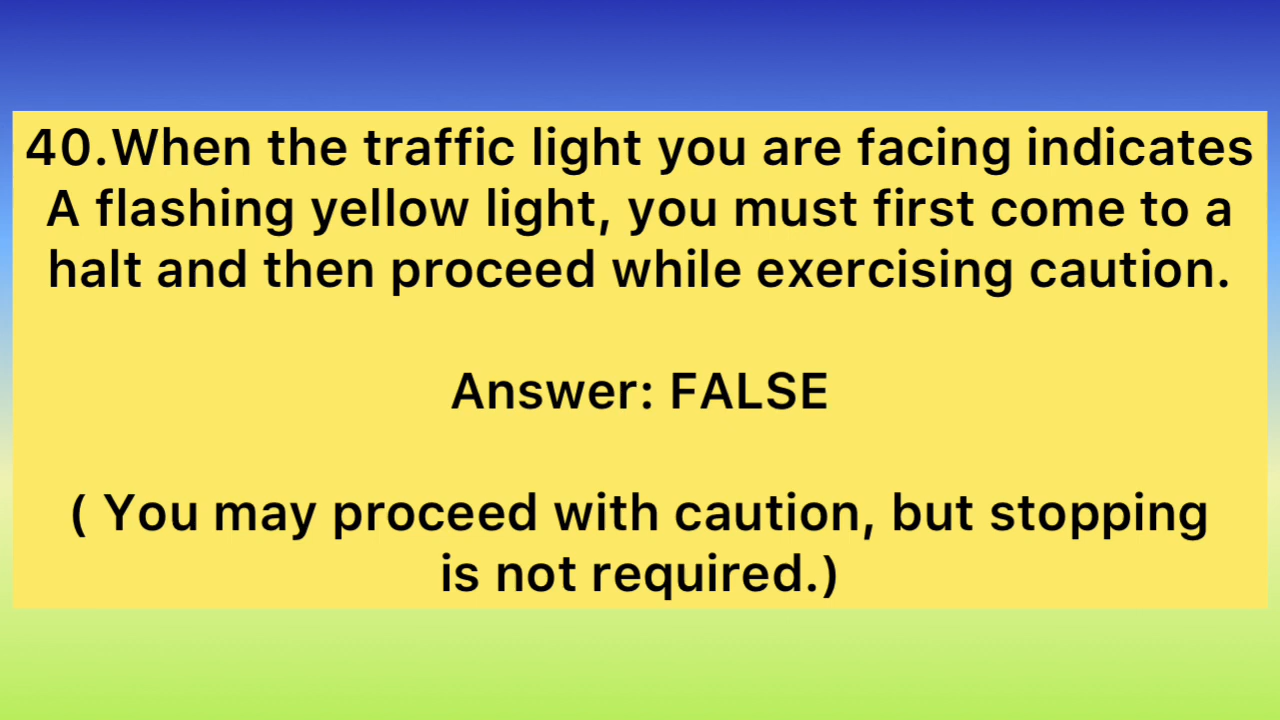 40.When the traffic light you are facing indicates
A flashing yellow light, you must first come to a
halt and then proceed while exercising caution.
Answer: FALSE
( You may proceed with caution, but stopping
is not required.)